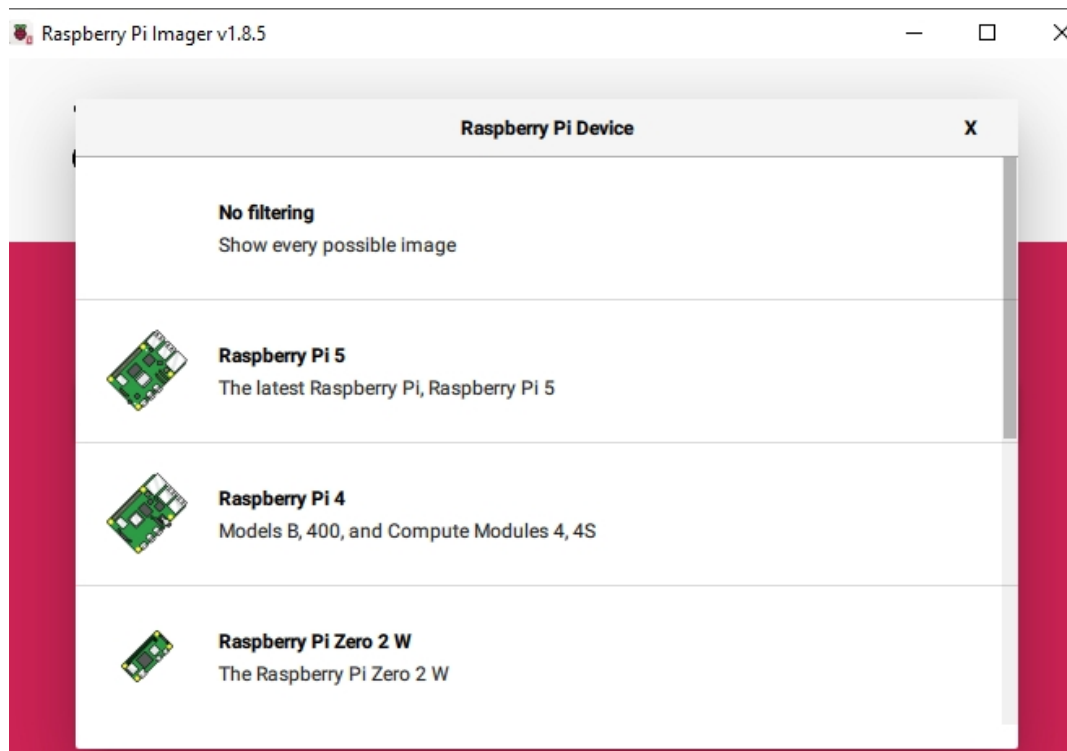 Raspberry Pi Imager v1.8.5
Raspberry Pi Device X
No filtering
Show every possible image
Raspberry Pi 5
The latest Raspberry Pi, Raspberry Pi 5
Raspberry Pi 4
Models B, 400, and Compute Modules 4, 4S
Raspberry Pi Zero 2 W
The Raspberry Pi Zero 2 W